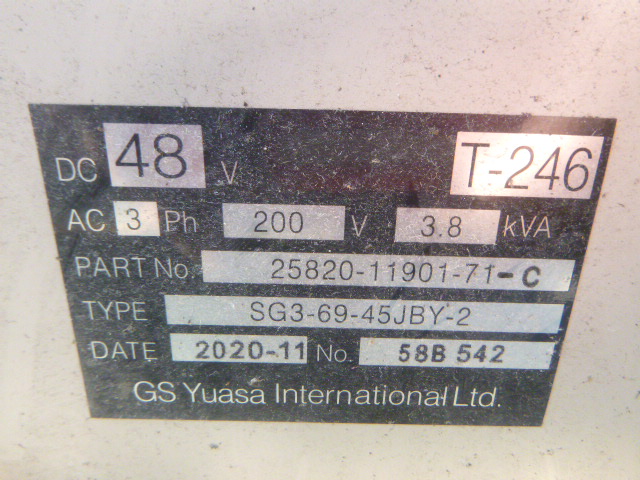 DC 48 V T-246
AC 3 Ph 200 V 3.8 kVA
PART No. 25820-11901-71-C
TYPE SG3-69-45JBY-2
DATE 2020-11 No. 58B 542
GS Yuasa International Ltd.